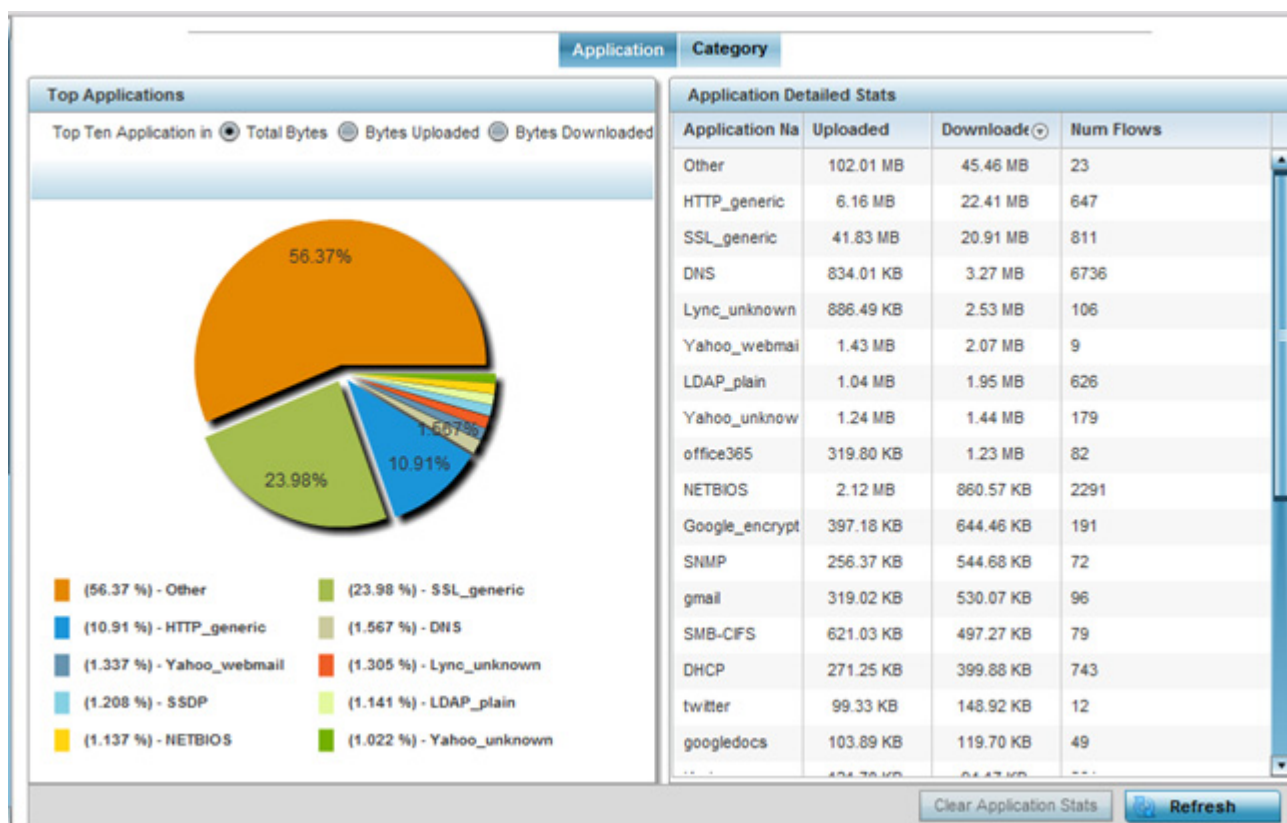 Application Category
Top Applications
Top Ten Application in Total Bytes Bytes Uploaded Bytes Downloaded
56.37%
1.567%
10.91%
23.98%
(56.37 %) - Other (23.98 %) - SSL_generic
(10.91 %) - HTTP_generic (1.567 %) - DNS
(1.337 %) - Yahoo_webmail (1.305 %) - Lync_unknown
(1.208 %) - SSDP (1.141 %) - LDAP_plain
(1.137 %) - NETBIOS (1.022 %) - Yahoo_unknown
Application Detailed Stats
Application Na Uploaded Downloade Num Flows
Other 102.01 MB 45.46 MB 23
HTTP_generic 6.16 MB 22.41 MB 647
SSL_generic 41.83 MB 20.91 MB 811
DNS 834.01 KB 3.27 MB 6736
Lync_unknown 886.49 KB 2.53 MB 106
Yahoo_webmai 1.43 MB 2.07 MB 9
LDAP_plain 1.04 MB 1.95 MB 626
Yahoo_unknow 1.24 MB 1.44 MB 179
office365 319.80 KB 1.23 MB 82
NETBIOS 2.12 MB 860.57 KB 2291
Google_encrypt 397.18 KB 644.46 KB 191
SNMP 256.37 KB 544.68 KB 72
gmail 319.02 KB 530.07 KB 96
SMB-CIFS 621.03 KB 497.27 KB 79
DHCP 271.25 KB 399.88 KB 743
twitter 99.33 KB 148.92 KB 12
googledocs 103.89 KB 119.70 KB 49
Clear Application Stats Refresh